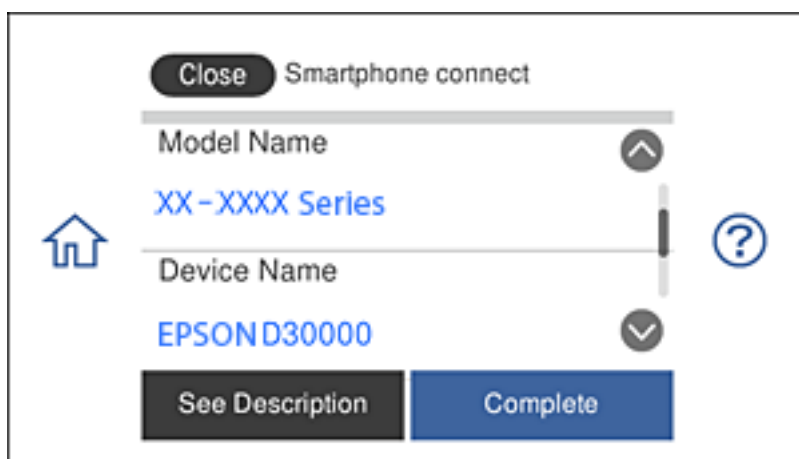 Close Smartphone connect
Model Name
XX-XXXX Series
Device Name
EPSON D30000
See Description Complete
?